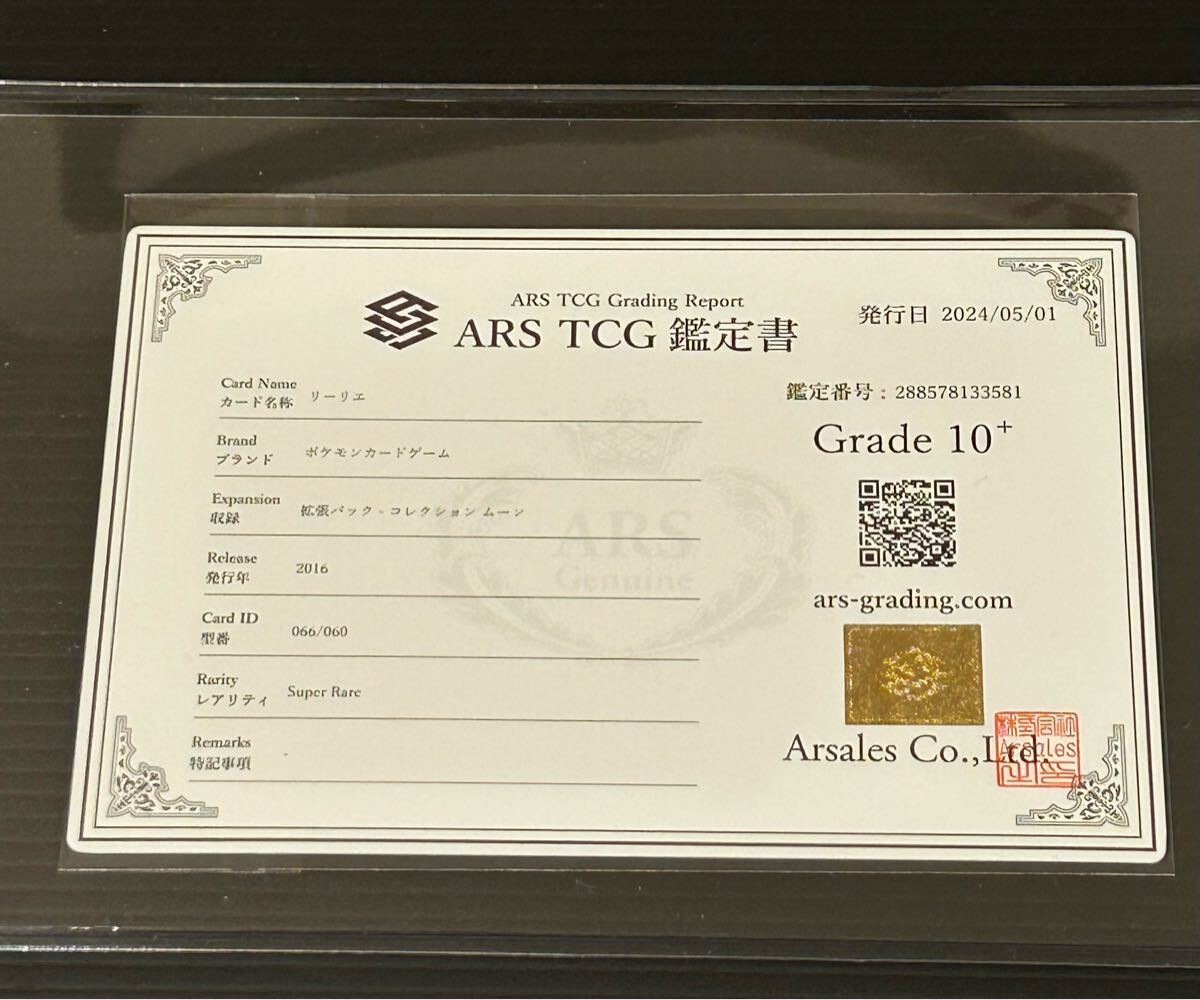 ARS TCG Grading Report
ARS TCG 鑑定書
発行日 2024/05/01
Card Name
カード名称 リーリエ
Brand
ブランド ポケモンカードゲーム
Expansion
収録 拡張パック - コレクション ムーン
Release
発行年 2016
Card ID
型番 066/060
Rarity
レアリティ Super Rare
Remarks
特記事項 -
鑑定番号 : 288578133581
Grade 10+
ars-grading.com
Arsales Co.,Ltd.
ARS
Genuine
株式会社
Arsales